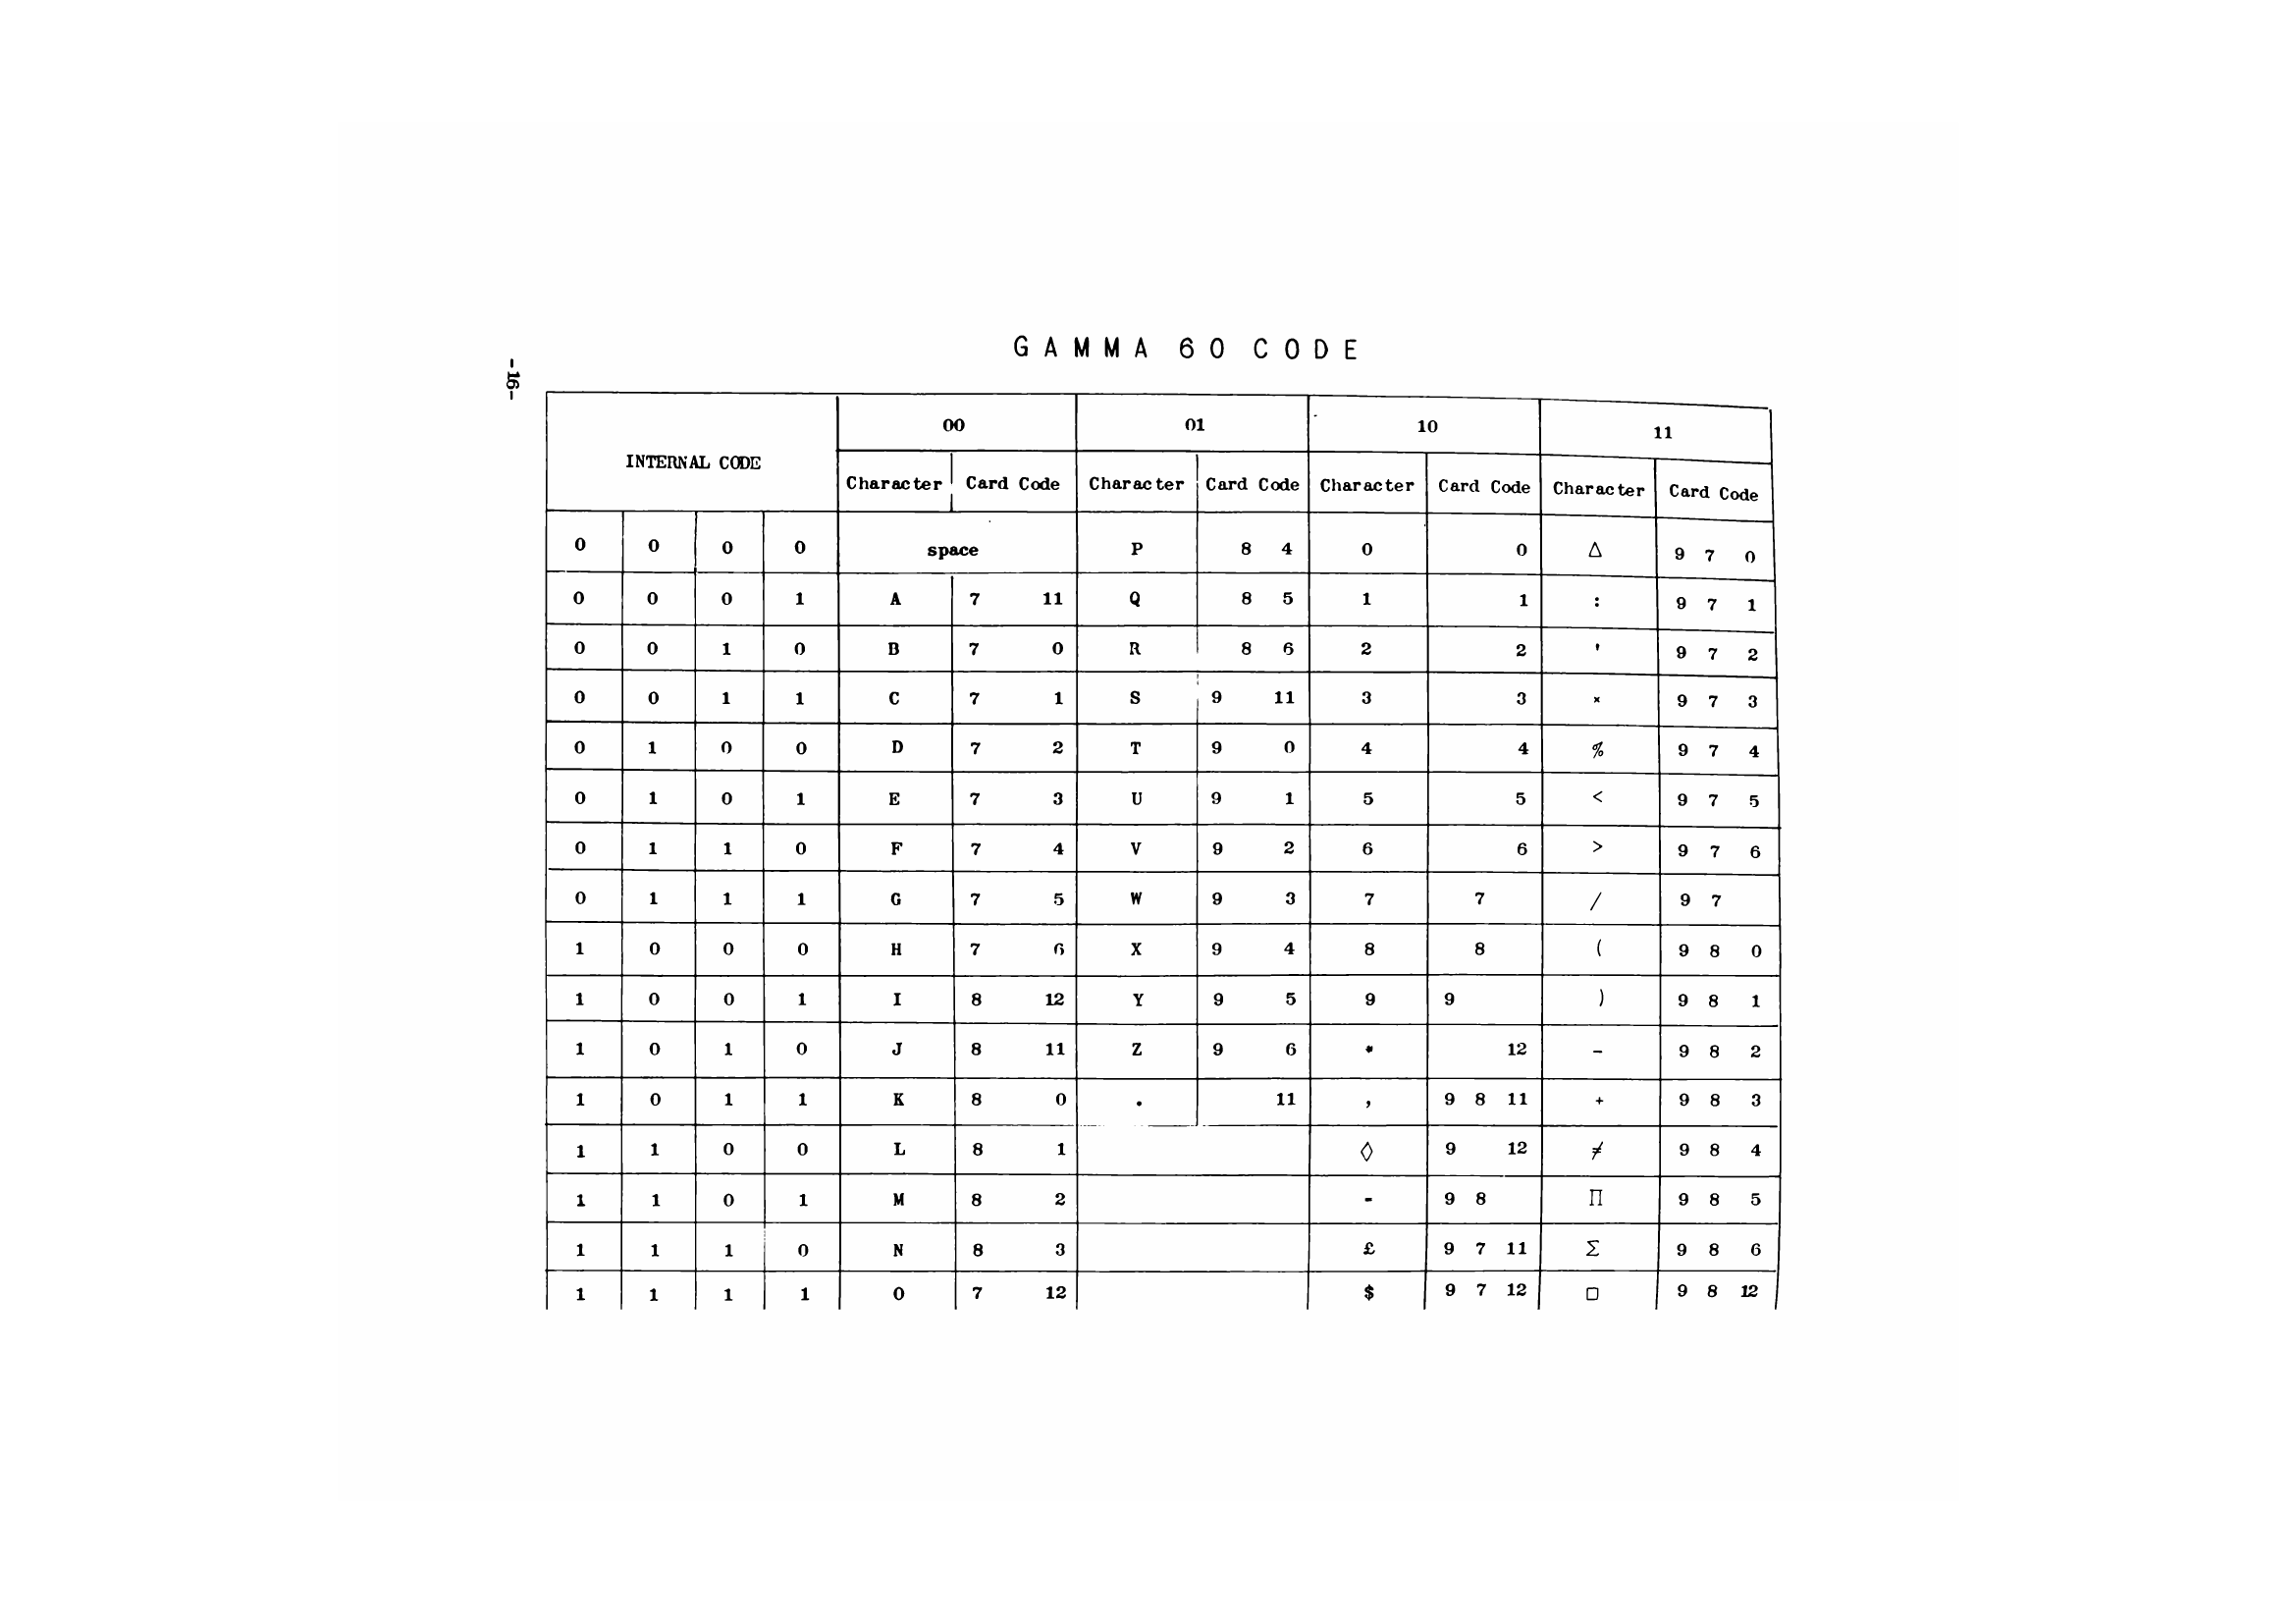 GAMMA 60 CODE
-16-
INTERNAL CODE 00 01 10 11
Character Card Code Character Card Code Character Card Code Character Card Code
0 0 0 0 space P 8 4 0 0 Δ 9 7 0
0 0 0 1 A 7 11 Q 8 5 1 1 : 9 7 1
0 0 1 0 B 7 0 R 8 6 2 2 ' 9 7 2
0 0 1 1 C 7 1 S 9 11 3 3 × 9 7 3
0 1 0 0 D 7 2 T 9 0 4 4 % 9 7 4
0 1 0 1 E 7 3 U 9 1 5 5 < 9 7 5
0 1 1 0 F 7 4 V 9 2 6 6 > 9 7 6
0 1 1 1 G 7 5 W 9 3 7 7 / 9 7
1 0 0 0 H 7 6 X 9 4 8 8 ( 9 8 0
1 0 0 1 I 8 12 Y 9 5 9 9 ) 9 8 1
1 0 1 0 J 8 11 Z 9 6 * 12 – 9 8 2
1 0 1 1 K 8 0 . 11 , 9 8 11 + 9 8 3
1 1 0 0 L 8 1 ◊ 9 12 ≠ 9 8 4
1 1 0 1 M 8 2 - 9 8 Π 9 8 5
1 1 1 0 N 8 3 £ 9 7 11 Σ 9 8 6
1 1 1 1 O 7 12 $ 9 7 12 □ 9 8 12